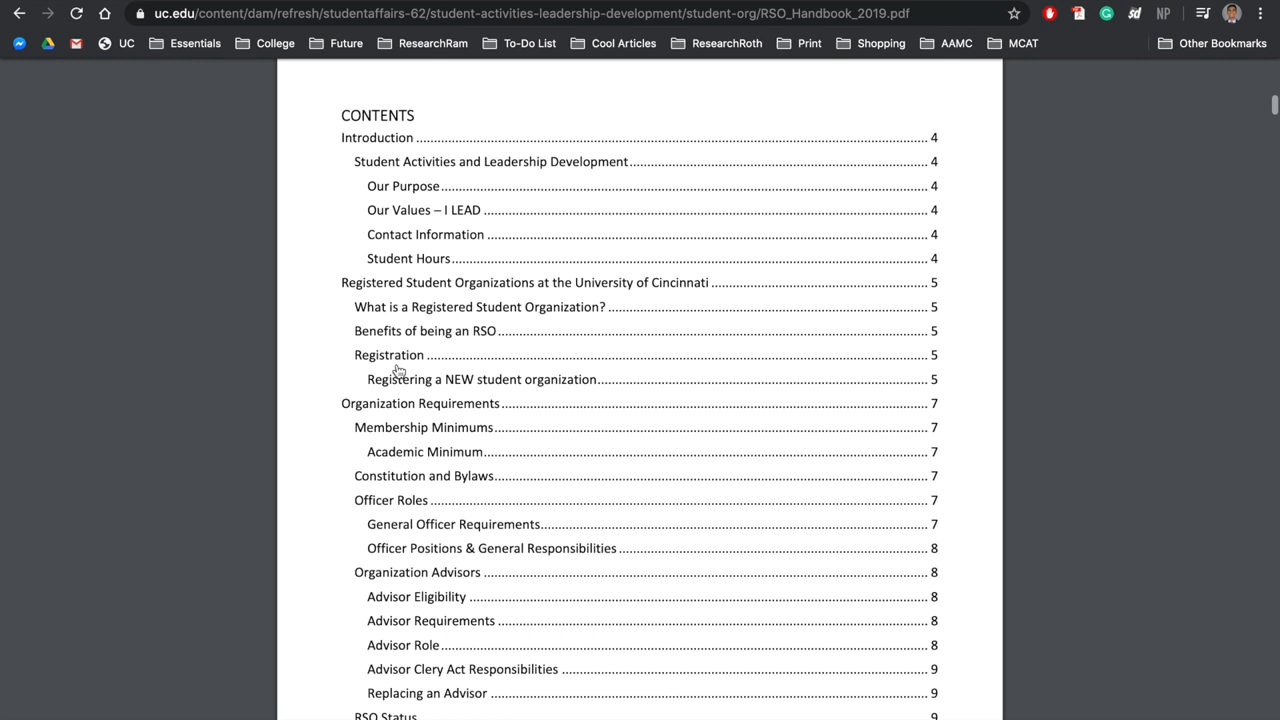 uc.edu/content/dam/refresh/studentaffairs-62/student-activities-leadership-development/student-org/RSO_Handbook_2019.pdf
UC Essentials College Future ResearchRam To-Do List Cool Articles ResearchRoth Print Shopping AAMC MCAT Other Bookmarks
CONTENTS
Introduction 4
Student Activities and Leadership Development 4
Our Purpose 4
Our Values – I LEAD 4
Contact Information 4
Student Hours 4
Registered Student Organizations at the University of Cincinnati 5
What is a Registered Student Organization? 5
Benefits of being an RSO 5
Registration 5
Registering a NEW student organization 5
Organization Requirements 7
Membership Minimums 7
Academic Minimum 7
Constitution and Bylaws 7
Officer Roles 7
General Officer Requirements 7
Officer Positions & General Responsibilities 8
Organization Advisors 8
Advisor Eligibility 8
Advisor Requirements 8
Advisor Role 8
Advisor Clery Act Responsibilities 9
Replacing an Advisor 9
RSO Status 9